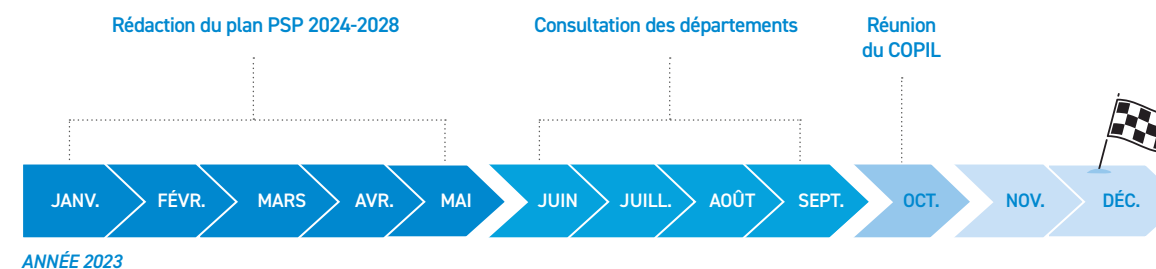 Rédaction du plan PSP 2024-2028
Consultation des départements
Réunion
du COPIL
JANV.
FÉVR.
MARS
AVR.
MAI
JUIN
JUILL.
AOÛT
SEPT.
OCT.
NOV.
DÉC.
ANNÉE 2023